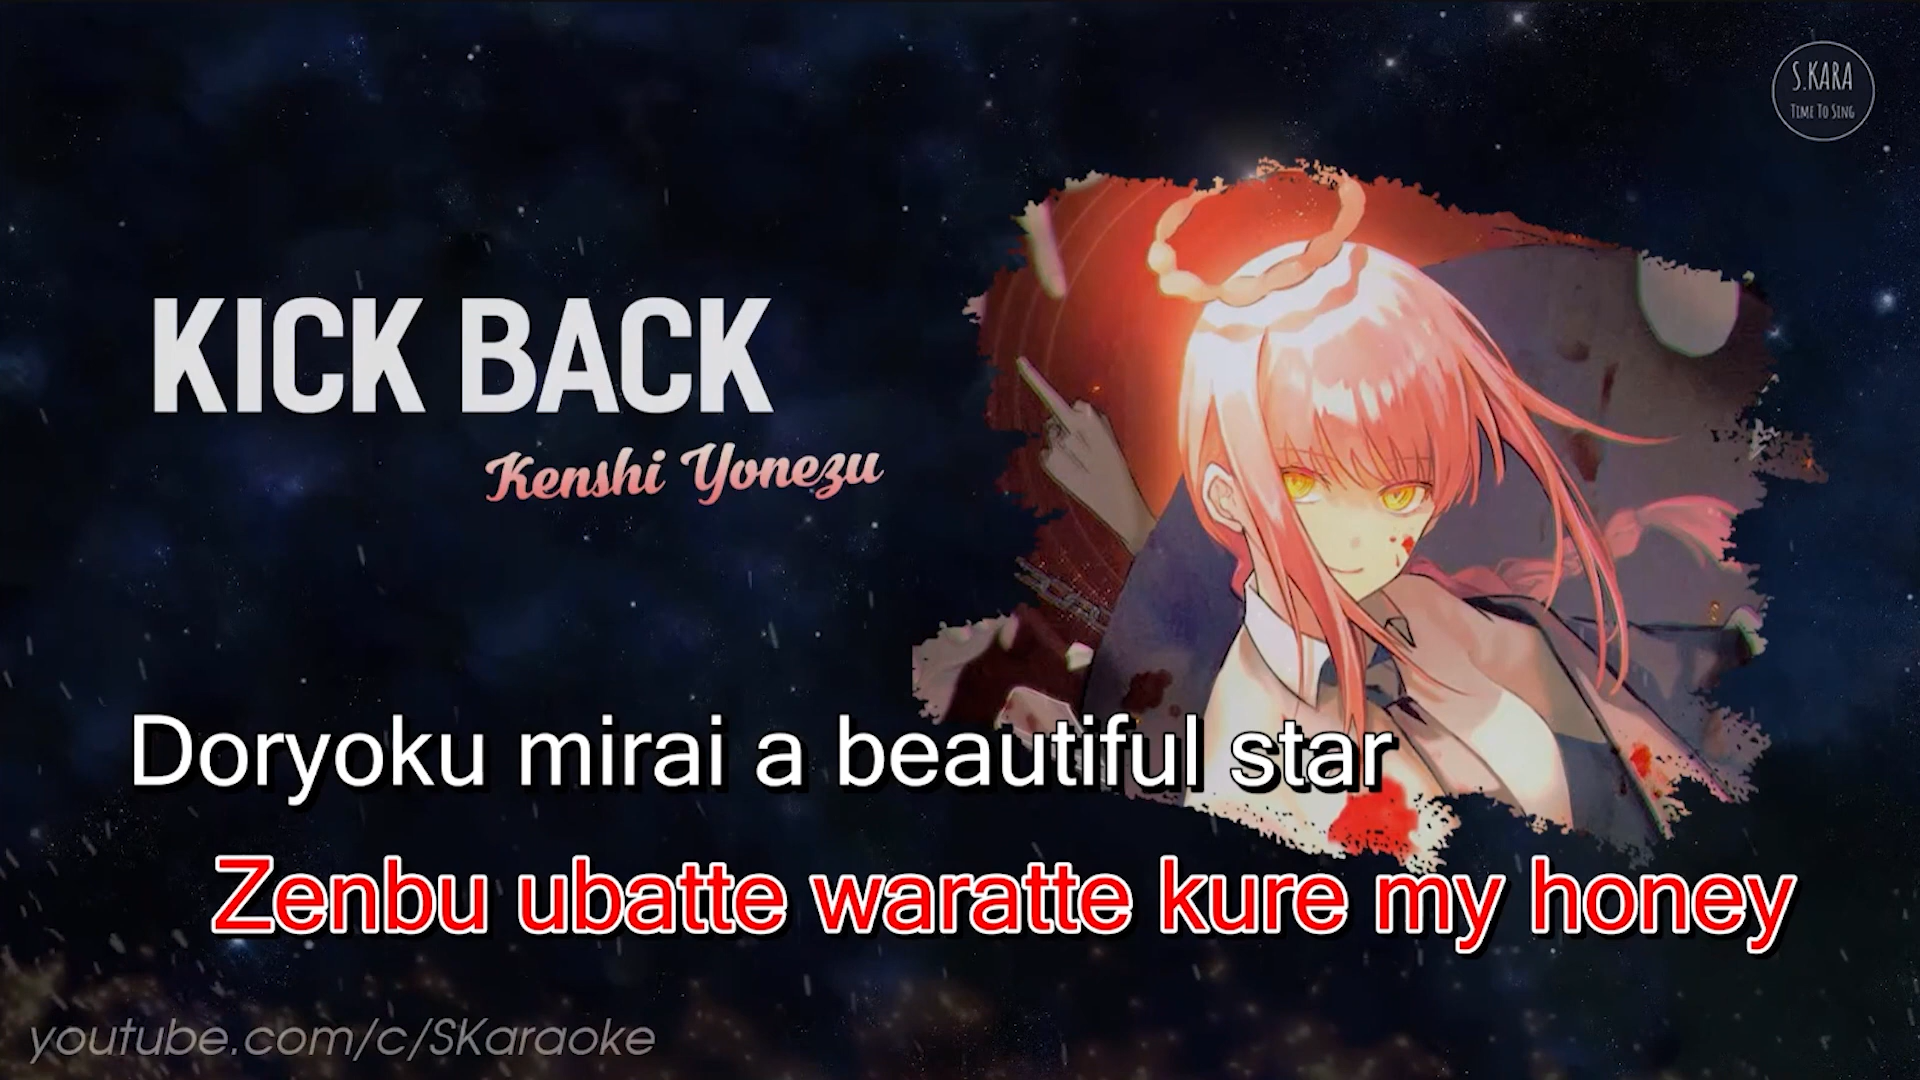 S.KARA
TIME TO SING
KICK BACK
Kenshi Yonezu
Doryoku mirai a beautiful star
Zenbu ubatte waratte kure my honey
youtube.com/c/SKaraoke